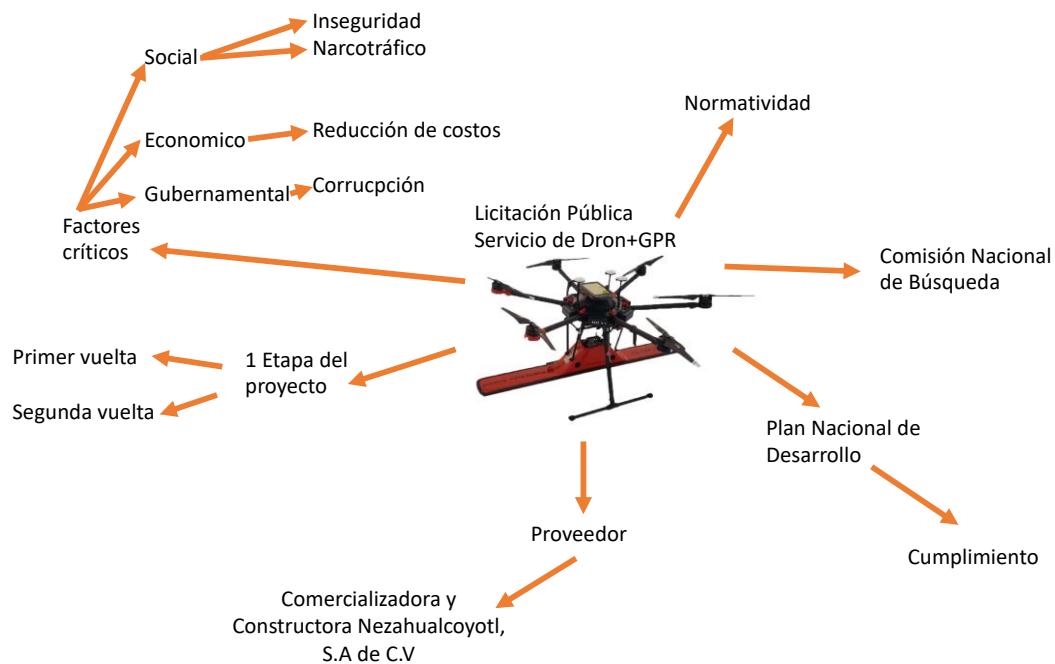 Inseguridad
Narcotráfico
Social
Economico
Reducción de costos
Gubernamental
Corrucpción
Factores
críticos
Normatividad
Licitación Pública
Servicio de Dron+GPR
Comisión Nacional
de Búsqueda
Primer vuelta
Segunda vuelta
1 Etapa del
proyecto
Plan Nacional de
Desarrollo
Cumplimiento
Proveedor
Comercializadora y
Constructora Nezahualcoyotl,
S.A de C.V